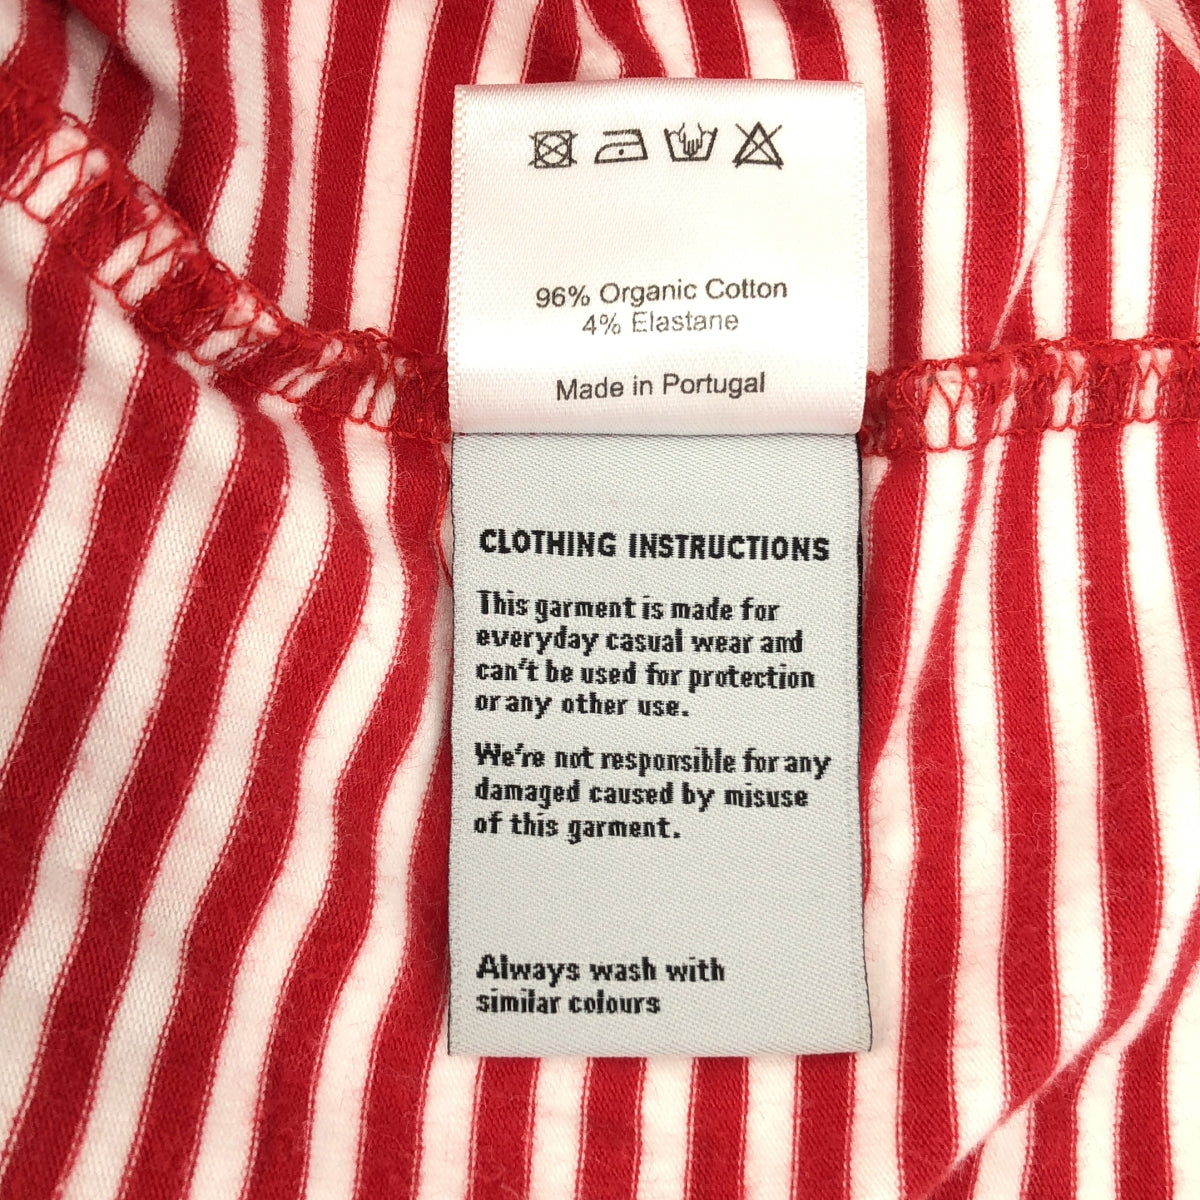 96% Organic Cotton
4% Elastane
Made in Portugal
CLOTHING INSTRUCTIONS
This garment is made for
everyday casual wear and
can't be used for protection
or any other use.
We're not responsible for any
damaged caused by misuse
of this garment.
Always wash with
similar colours